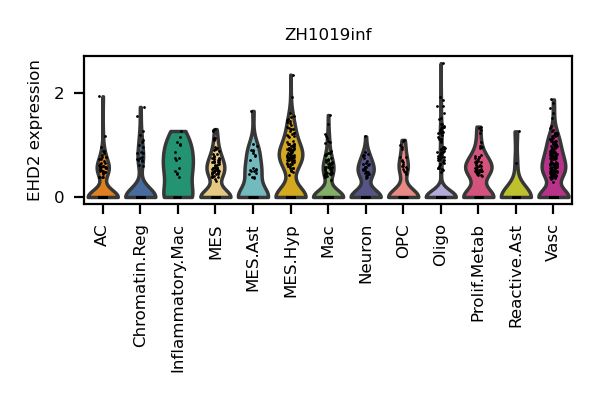 ZH1019inf
EHD2 expression
2
0
AC
Chromatin.Reg
Inflammatory.Mac
MES
MES.Ast
MES.Hyp
Mac
Neuron
OPC
Oligo
Prolif.Metab
Reactive.Ast
Vasc